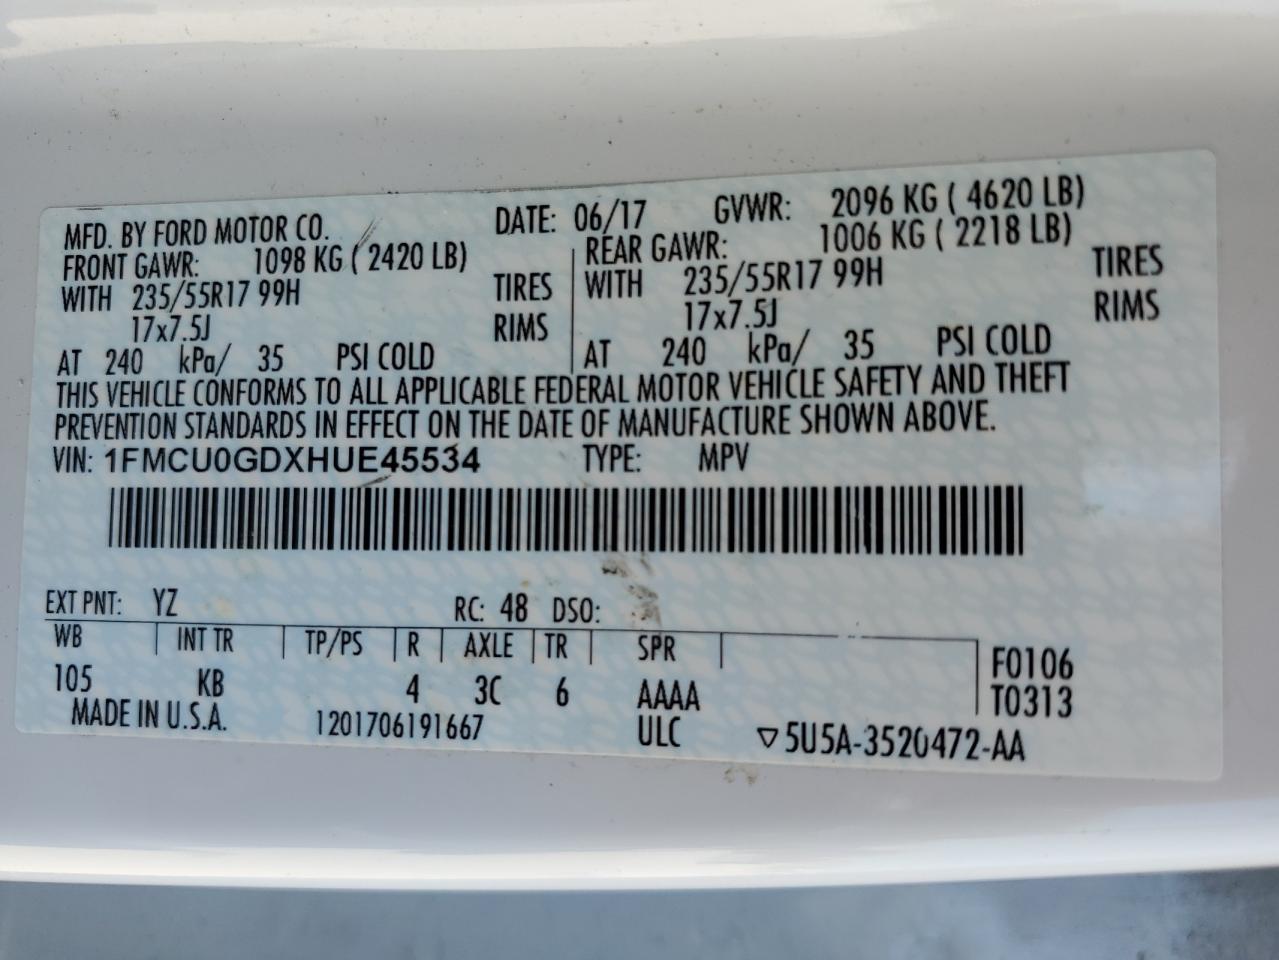 MFD. BY FORD MOTOR CO. DATE: 06/17 GVWR: 2096 KG ( 4620 LB)
FRONT GAWR: 1098 KG ( 2420 LB) REAR GAWR: 1006 KG ( 2218 LB)
WITH 235/55R17 99H TIRES WITH 235/55R17 99H TIRES
17x7.5J RIMS 17x7.5J RIMS
AT 240 kPa/ 35 PSI COLD AT 240 kPa/ 35 PSI COLD
THIS VEHICLE CONFORMS TO ALL APPLICABLE FEDERAL MOTOR VEHICLE SAFETY AND THEFT
PREVENTION STANDARDS IN EFFECT ON THE DATE OF MANUFACTURE SHOWN ABOVE.
VIN: 1FMCU0GDXHUE45534 TYPE: MPV
EXT PNT: YZ RC: 48 DSO:
WB INT TR TP/PS R AXLE TR SPR F0106
105 KB 4 3C 6 AAAA T0313
MADE IN U.S.A. 1201706191667 ULC ▽5U5A-3520472-AA